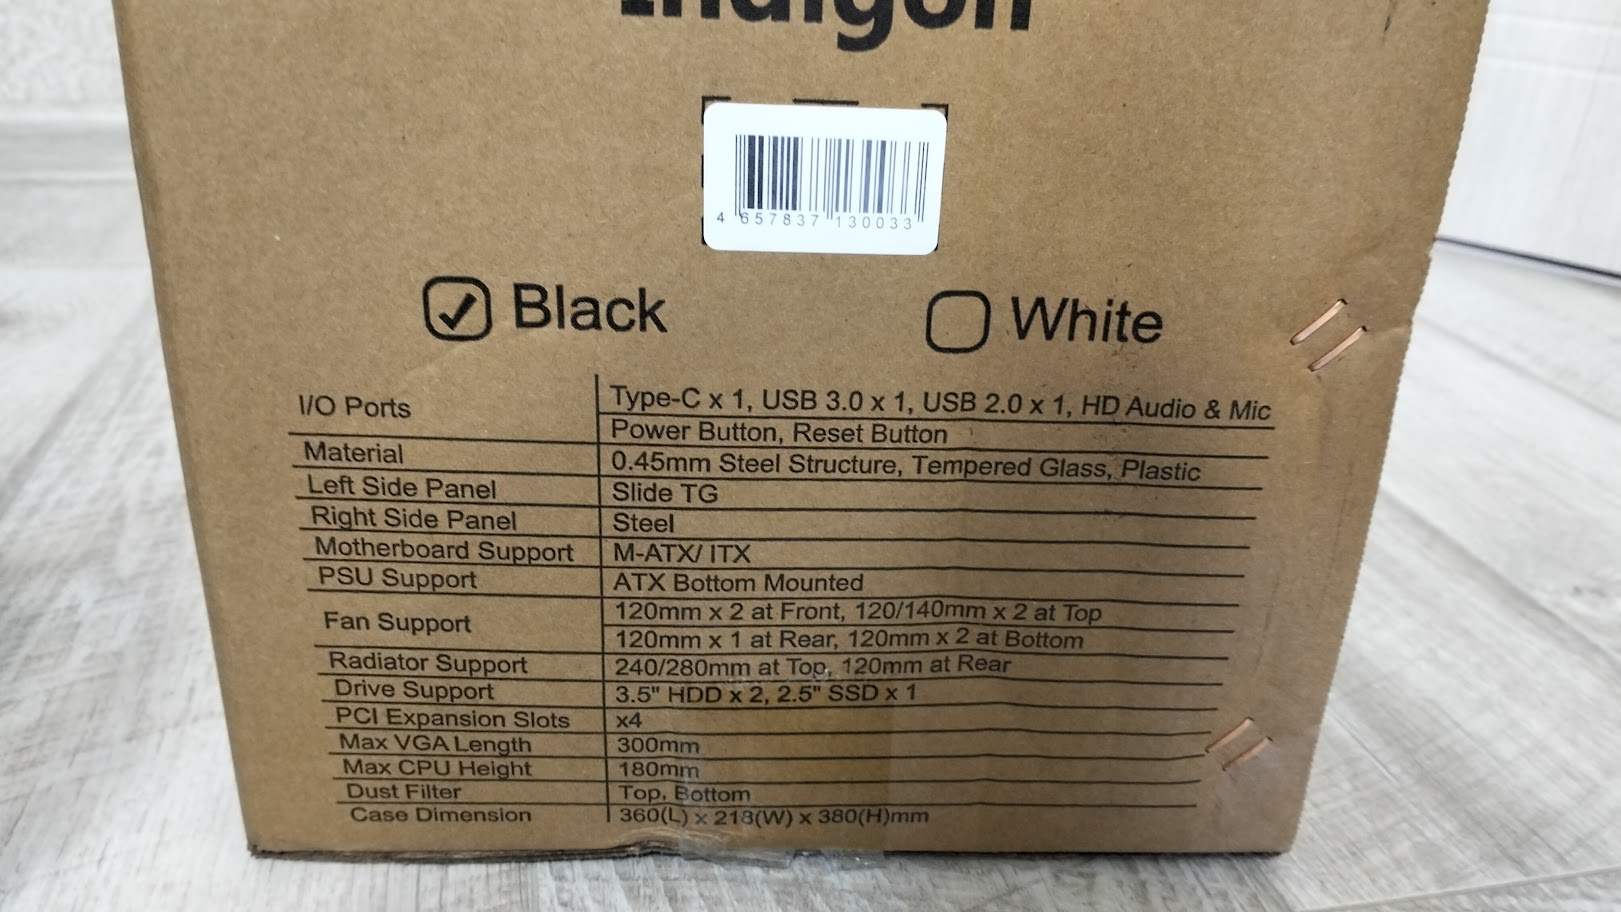 Indigon
4 657837 130033
Black
White
I/O Ports Type-C x 1, USB 3.0 x 1, USB 2.0 x 1, HD Audio & Mic
Power Button, Reset Button
Material 0.45mm Steel Structure, Tempered Glass, Plastic
Left Side Panel Slide TG
Right Side Panel Steel
Motherboard Support M-ATX/ ITX
PSU Support ATX Bottom Mounted
Fan Support 120mm x 2 at Front, 120/140mm x 2 at Top
120mm x 1 at Rear, 120mm x 2 at Bottom
Radiator Support 240/280mm at Top, 120mm at Rear
Drive Support 3.5" HDD x 2, 2.5" SSD x 1
PCI Expansion Slots x4
Max VGA Length 300mm
Max CPU Height 180mm
Dust Filter Top, Bottom
Case Dimension 360(L) x 218(W) x 380(H)mm